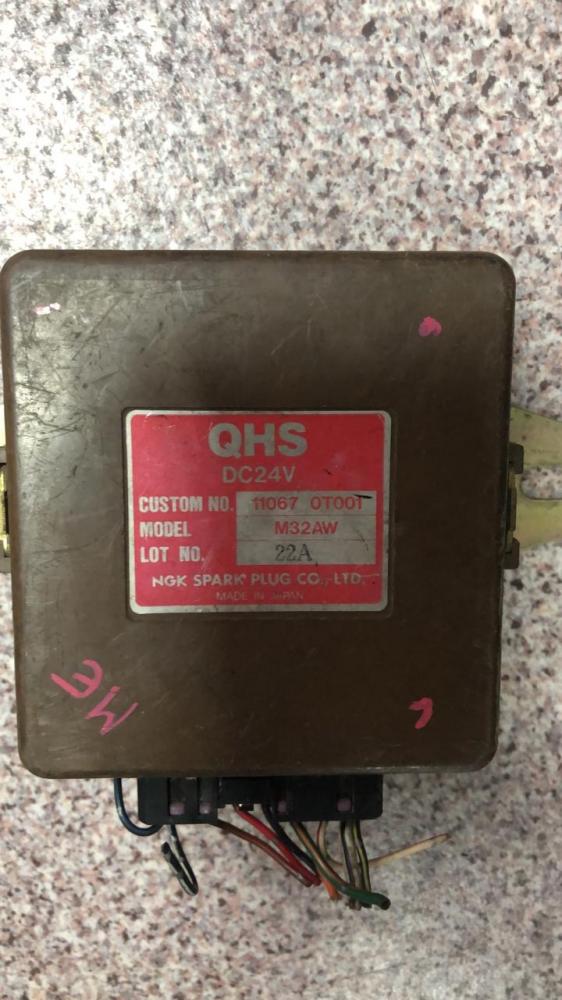 QHS
DC24V
CUSTOM NO. 11067 0T001
MODEL M32AW
LOT NO. 22A
NGK SPARK PLUG CO., LTD.
MADE IN JAPAN
ME